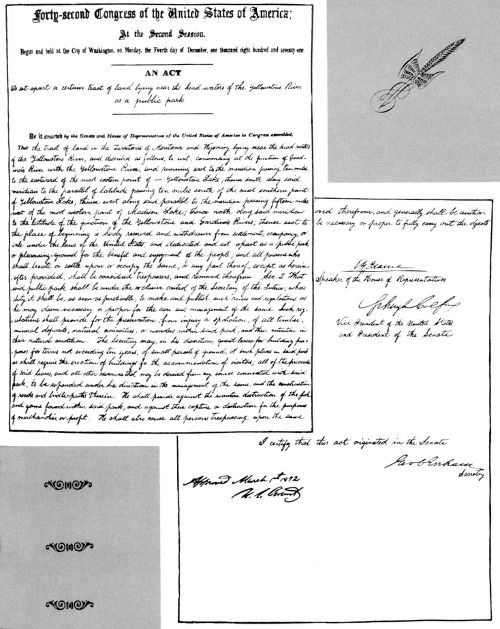 Forty-second Congress of the United States of America;
At the Second Session,
Begun and held at the City of Washington, on Monday, the Fourth day of December, one thousand eight hundred and seventy-one.
AN ACT
To set apart a certain tract of land lying near the head-waters of the Yellowstone River
as a public park
Be it enacted by the Senate and House of Representatives of the United States of America in Congress assembled,
That the tract of land in the Territories of Montana and Wyoming lying near the head-waters
of the Yellowstone River, and described as follows, to wit: commencing at the junction of Gardi-
ner's River with the Yellowstone River, and running east to the meridian passing ten miles
to the eastward of the most eastern point of Yellowstone Lake; thence south along said
meridian to the parallel of latitude passing ten miles south of the most southern point
of Yellowstone Lake; thence west along said parallel to the meridian passing fifteen miles
west of the most western point of Madison Lake; thence north along said meridian
to the latitude of the junction of the Yellowstone and Gardiner's Rivers; thence east to
the place of beginning is hereby reserved and withdrawn from settlement, occupancy, or
sale under the laws of the United States, and dedicated and set apart as a public park
or pleasuring-ground for the benefit and enjoyment of the people; and all persons who
shall locate or settle upon or occupy the same, or any part thereof, except as herein-
after provided, shall be considered trespassers, and removed therefrom. Sec. 2 That
said public park shall be under the exclusive control of the Secretary of the Interior, whose
duty it shall be, as soon as practicable, to make and publish such rules and regulations as
he may deem necessary or proper for the care and management of the same. Such reg-
ulations shall provide for the preservation, from injury or spoliation, of all timber,
mineral deposits, natural curiosities, or wonders within said park, and their retention in
their natural condition. The Secretary may, in his discretion, grant leases for building pur-
poses for terms not exceeding ten years, of small parcels of ground, at such places in said park
as shall require the erection of buildings for the accommodation of visitors; all of the proceeds
of said leases, and all other revenues that may be derived from any source connected with said
park, to be expended under his direction in the management of the same, and the construction
of roads and bridle-paths therein. He shall provide against the wanton destruction of the fish
and game found within said park, and against their capture or destruction for the purposes
of merchandise or profit. He shall also cause all persons trespassing upon the same
oved therefrom, and generally shall be authori
be necessary or proper to fully carry out the objects
Speaker of the House of Representatives
Vice President of the United States
and President of the Senate
I certify that this act originated in the Senate
Secretary
Approved March 1st 1872
U. S. Grant